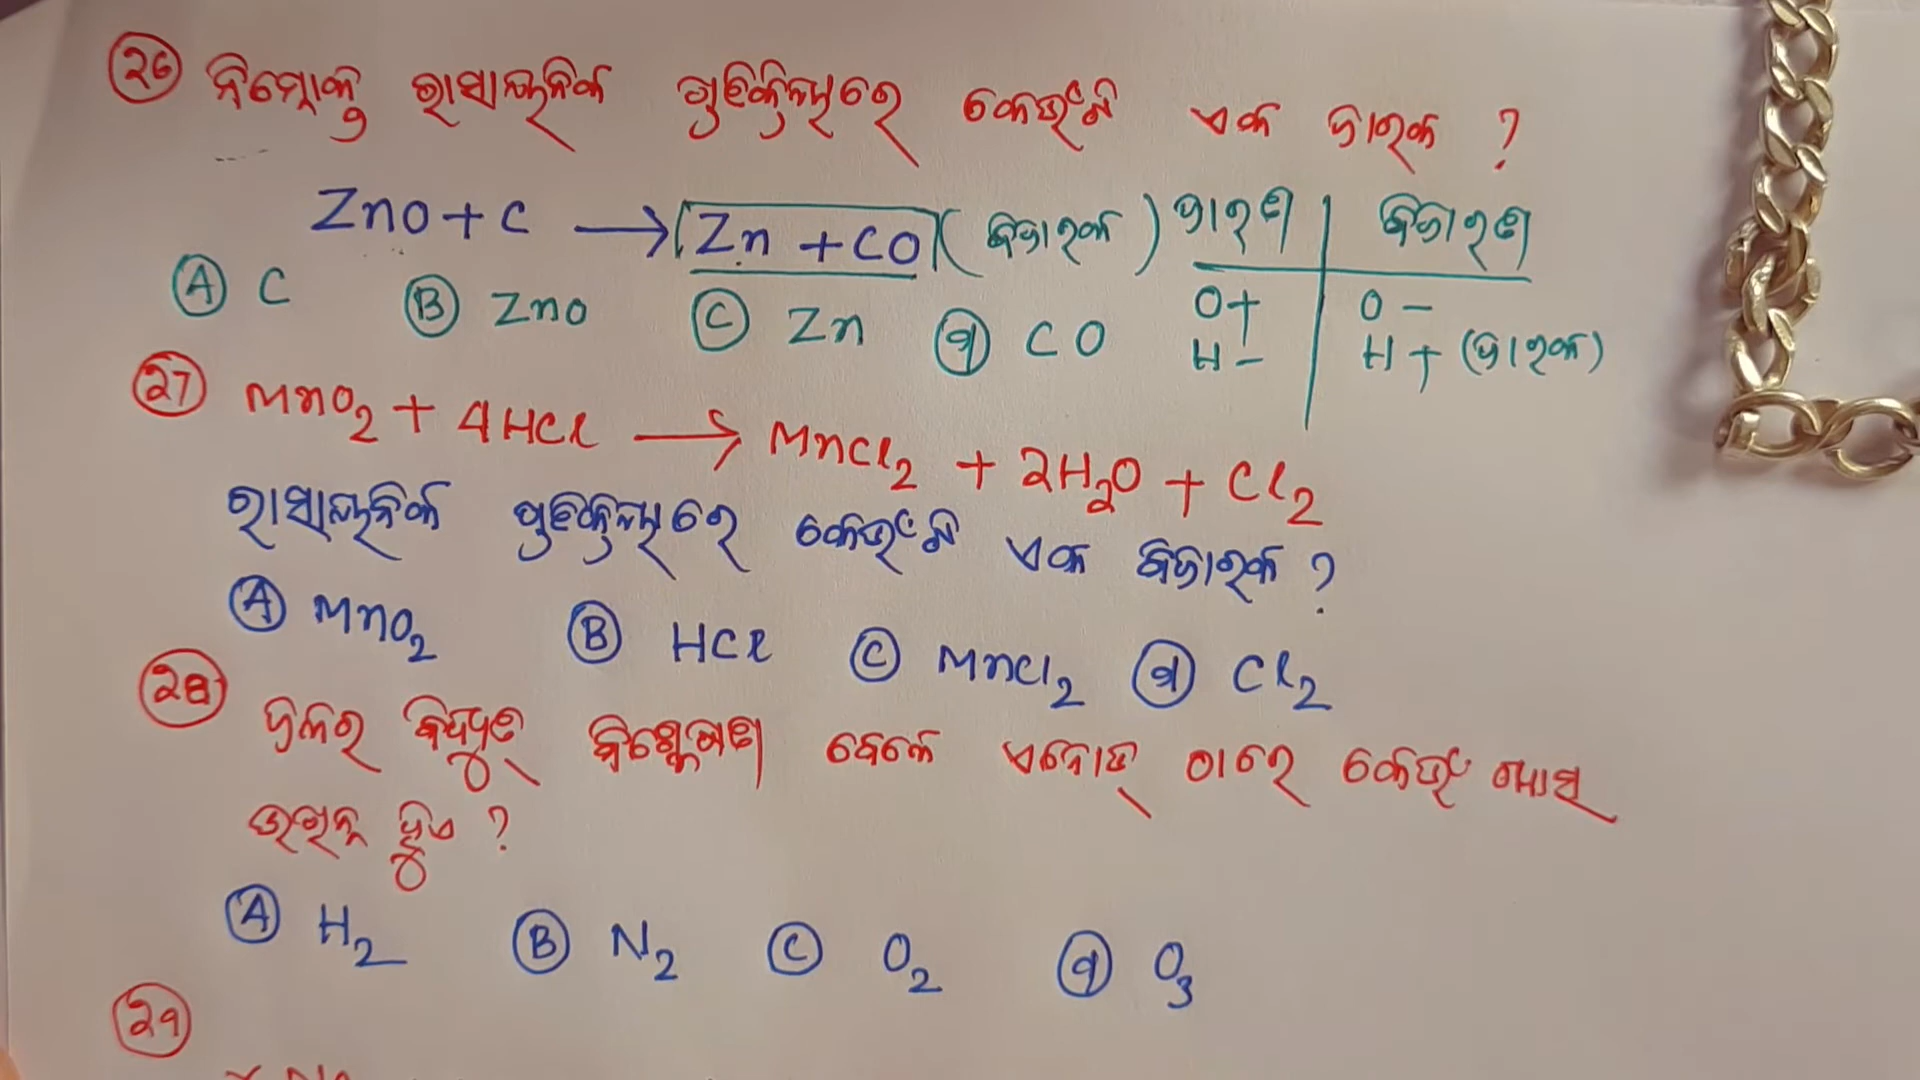 26 ନିମ୍ନୋକ୍ତ ରାସାୟନିକ ପ୍ରତିକ୍ରିୟାରେ କେଉଁଟି ଏକ ଜାରକ ?
ZnO + C → Zn + CO ( ବିଜାରକ ) ଜାରଣ | ବିଜାରଣ
A C B ZnO C Zn d CO O+ O −
H − H + (ଜାରକ)
27 MnO2 + 4HCl → MnCl2 + 2H2O + Cl2
ରାସାୟନିକ ପ୍ରତିକ୍ରିୟାରେ କେଉଁଟି ଏକ ବିଜାରକ ?
A MnO2 B HCl C MnCl2 d Cl2
28 ଜଳର ବିଦ୍ୟୁତ୍ ବିଶ୍ଳେଷଣ ବେଳେ ଏନୋଡ୍ ଠାରେ କେଉଁ ଗ୍ୟାସ
ଉତ୍ପନ୍ନ ହୁଏ ?
A H2 B N2 C O2 d O3
29